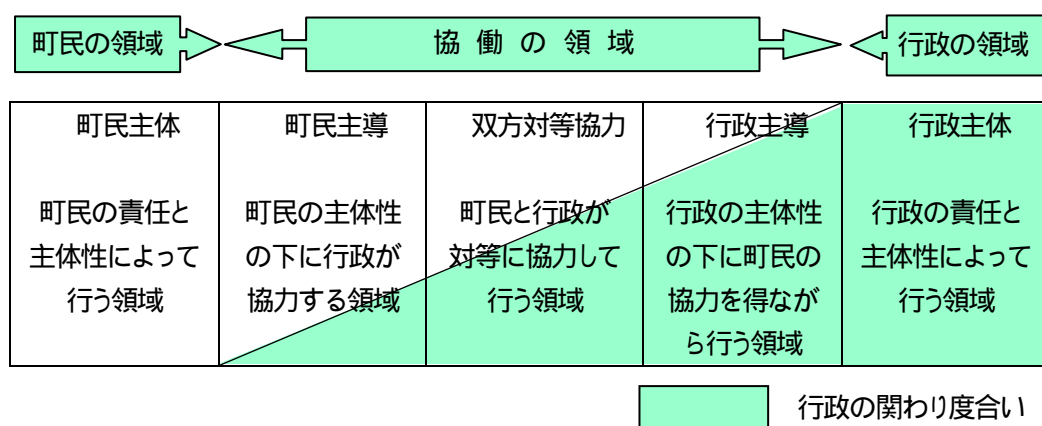 町民の領域
協働の領域
行政の領域
町民主体
町民の責任と
主体性によって
行う領域
町民主導
町民の主体性
の下に行政が
協力する領域
双方対等協力
町民と行政が
対等に協力して
行う領域
行政主導
行政の主体性
の下に町民の
協力を得なが
ら行う領域
行政主体
行政の責任と
主体性によって
行う領域
行政の関わり度合い